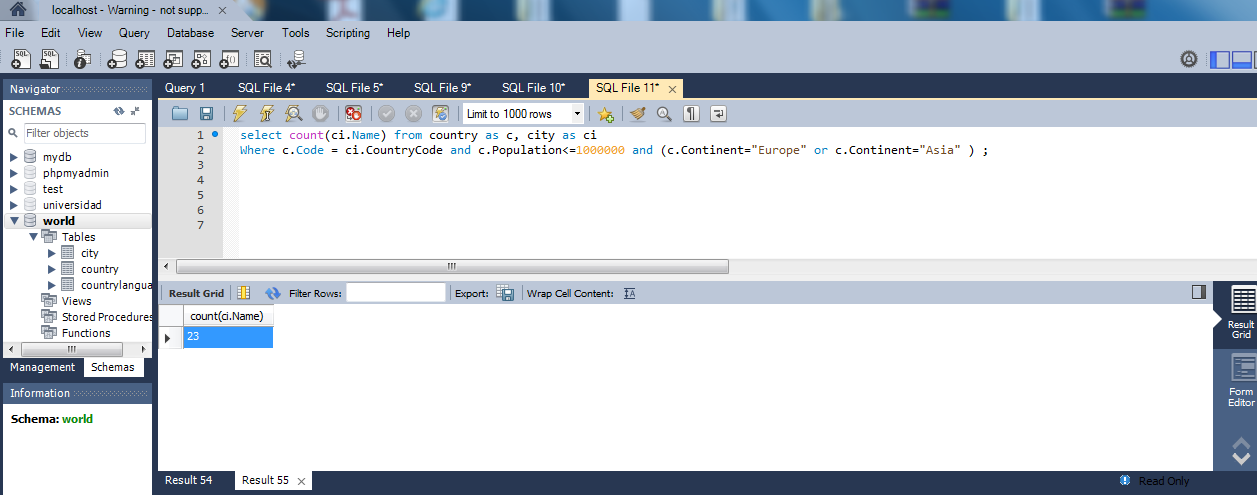 localhost - Warning - not supp...
File Edit View Query Database Server Tools Scripting Help
Navigator
SCHEMAS
Filter objects
mydb
phpmyadmin
test
universidad
world
Tables
city
country
countrylangua
Views
Stored Procedures
Functions
Management Schemas
Information
Schema: world
Query 1 SQL File 4* SQL File 5* SQL File 9* SQL File 10* SQL File 11*
Limit to 1000 rows
1 select count(ci.Name) from country as c, city as ci
2 Where c.Code = ci.CountryCode and c.Population<=1000000 and (c.Continent="Europe" or c.Continent="Asia" ) ;
3
4
5
6
7
Result Grid Filter Rows: Export: Wrap Cell Content:
count(ci.Name)
23
Result
Grid
Form
Editor
Result 54 Result 55
Read Only